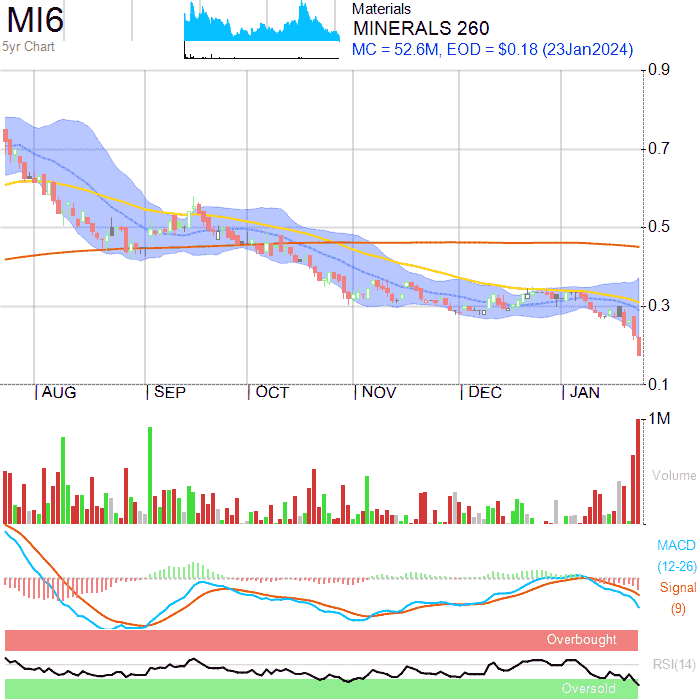 MI6
5yr Chart
Materials
MINERALS 260
MC = 52.6M, EOD = $0.18 (23Jan2024)
0.9
0.7
0.5
0.3
0.1
AUG SEP OCT NOV DEC JAN
1M
Volume
MACD
(12-26)
Signal
(9)
Overbought
RSI(14)
Oversold